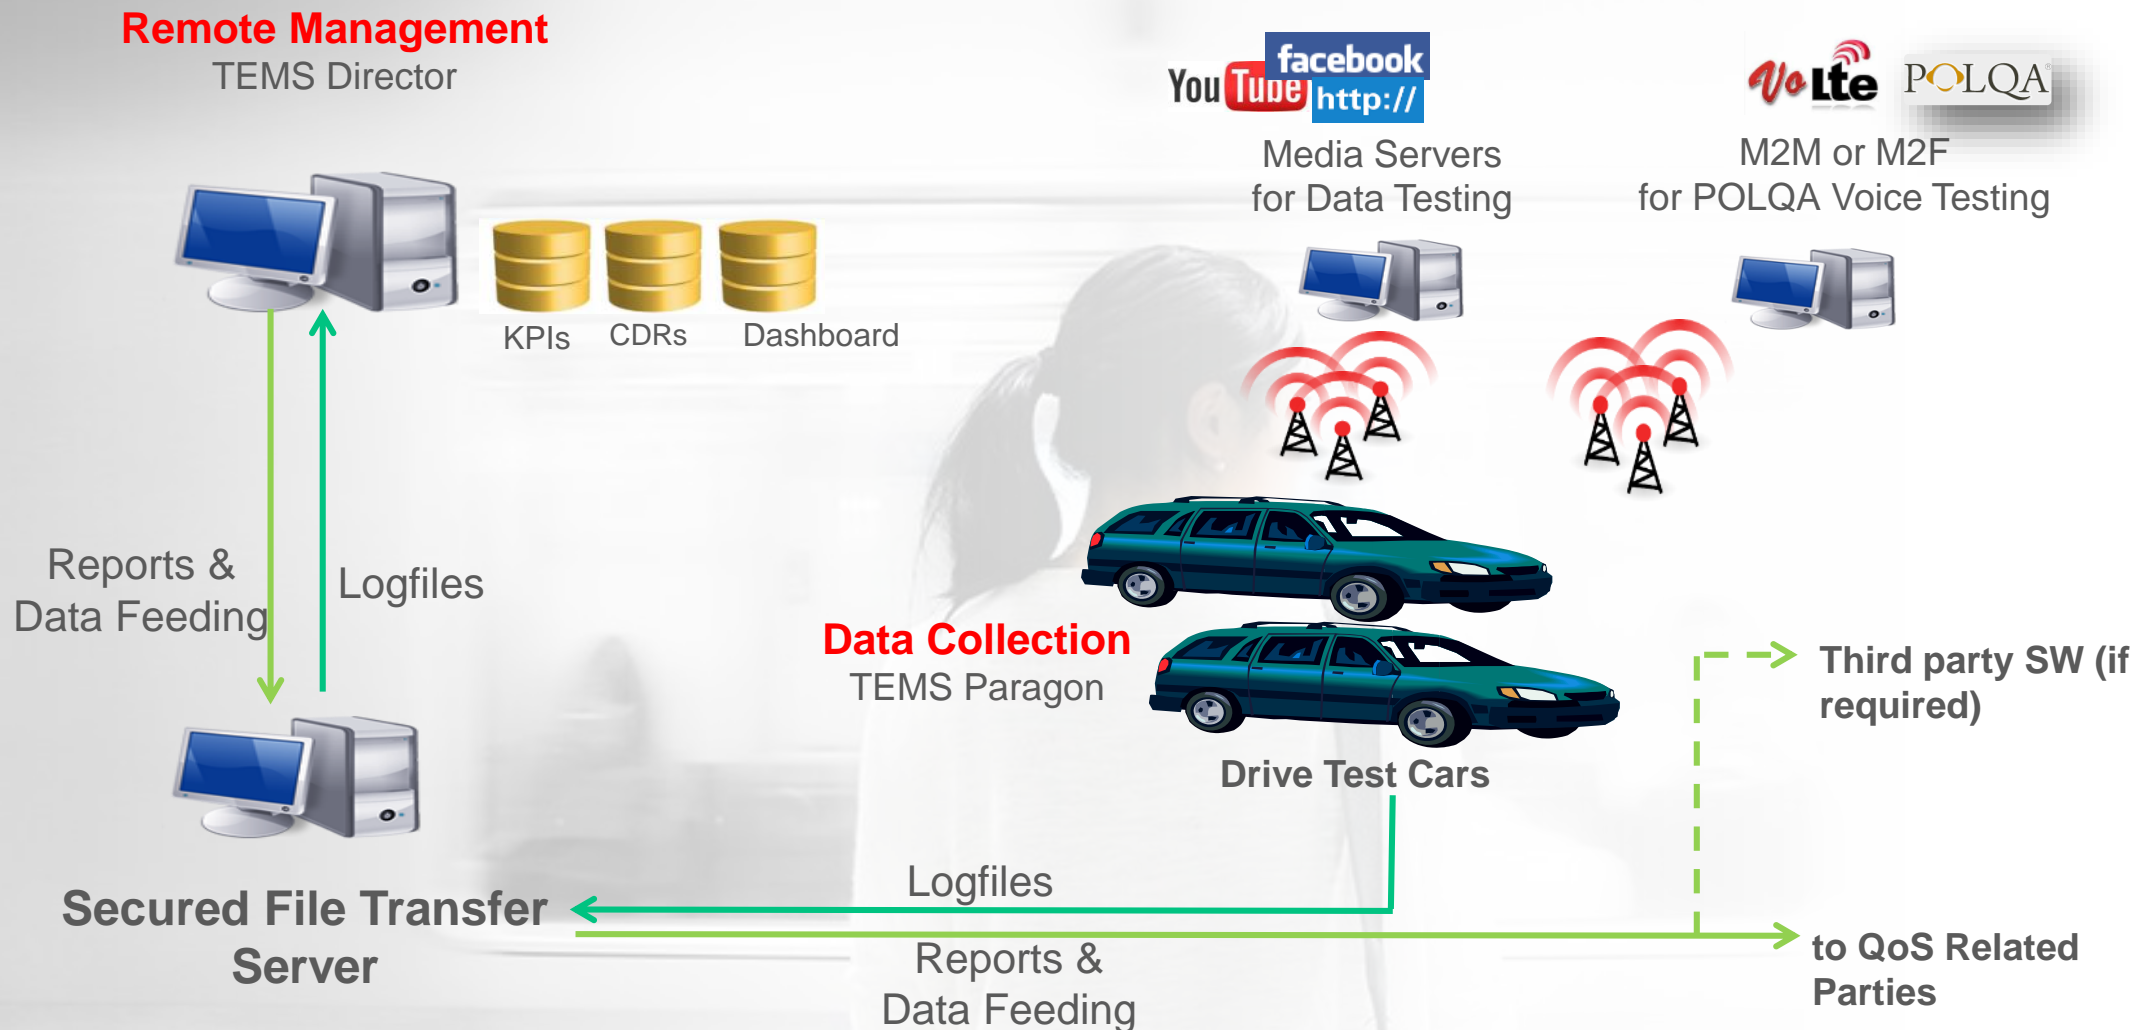 Remote Management
TEMS Director
KPIs
CDRs
Dashboard
YouTube
facebook
http://
Media Servers
for Data Testing
VoLte
POLQA®
M2M or M2F
for POLQA Voice Testing
Reports &
Data Feeding
Logfiles
Data Collection
TEMS Paragon
Drive Test Cars
Third party SW (if
required)
Secured File Transfer
Server
Logfiles
Reports &
Data Feeding
to QoS Related
Parties